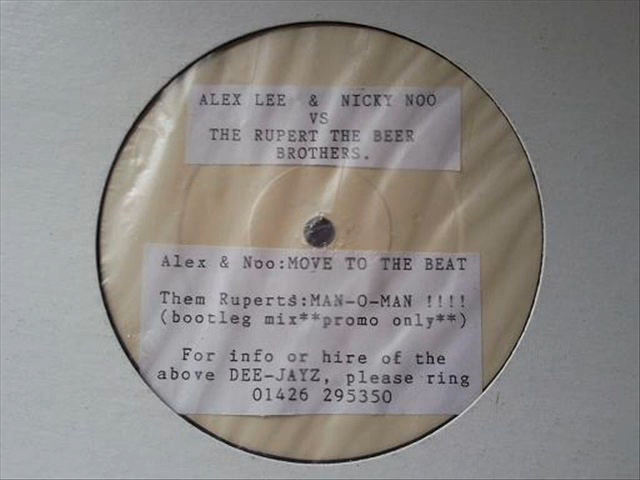 ALEX LEE & NICKY NOO
VS
THE RUPERT THE BEER
BROTHERS.
Alex & Noo:MOVE TO THE BEAT
Them Ruperts:MAN-O-MAN !!!!
(bootleg mix**promo only**)
For info or hire of the
above DEE-JAYZ, please ring
01426 295350